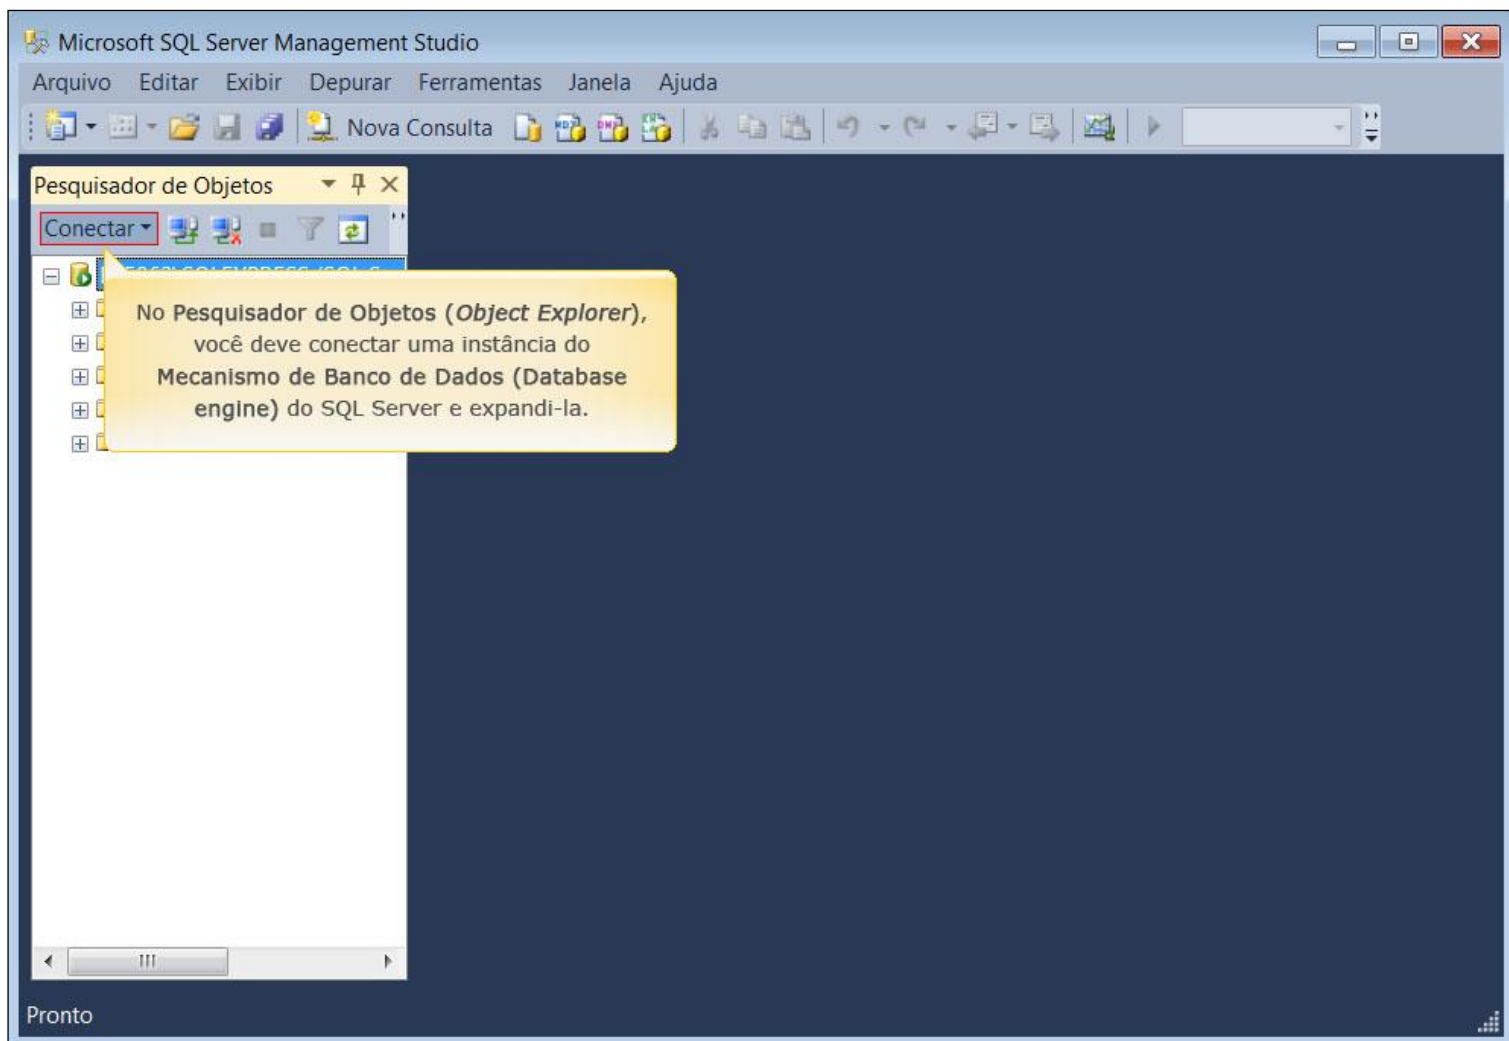 Microsoft SQL Server Management Studio
Arquivo Editar Exibir Depurar Ferramentas Janela Ajuda
Nova Consulta
Pesquisador de Objetos
Conectar
No Pesquisador de Objetos (Object Explorer),
você deve conectar uma instância do
Mecanismo de Banco de Dados (Database
engine) do SQL Server e expandi-la.
Pronto